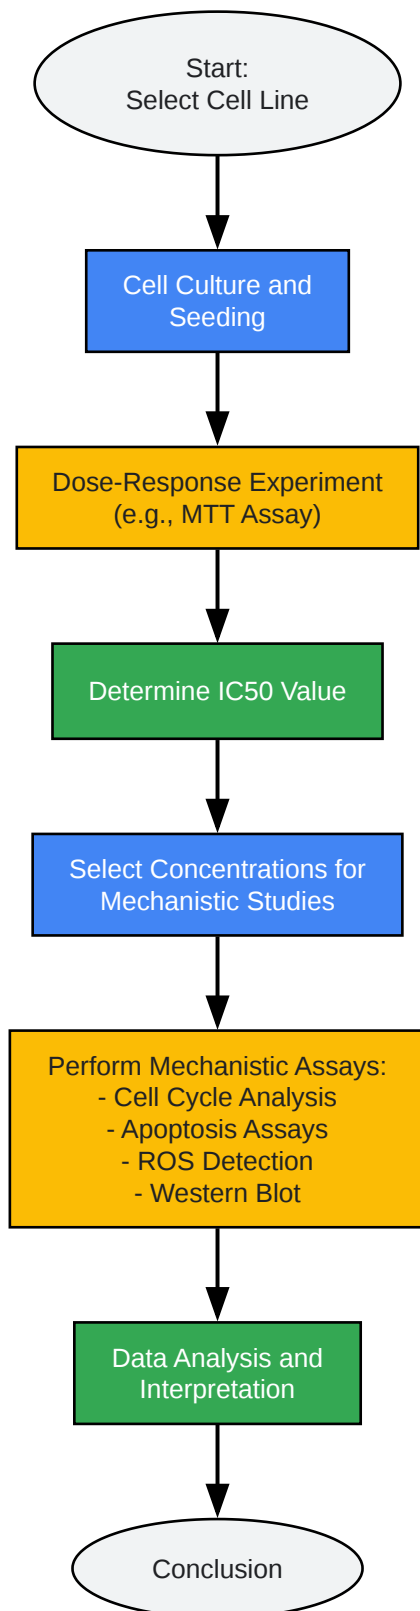 Start:
Select Cell Line
Cell Culture and
Seeding
Dose-Response Experiment
(e.g., MTT Assay)
Determine IC50 Value
Select Concentrations for
Mechanistic Studies
Perform Mechanistic Assays:
- Cell Cycle Analysis
- Apoptosis Assays
- ROS Detection
- Western Blot
Data Analysis and
Interpretation
Conclusion